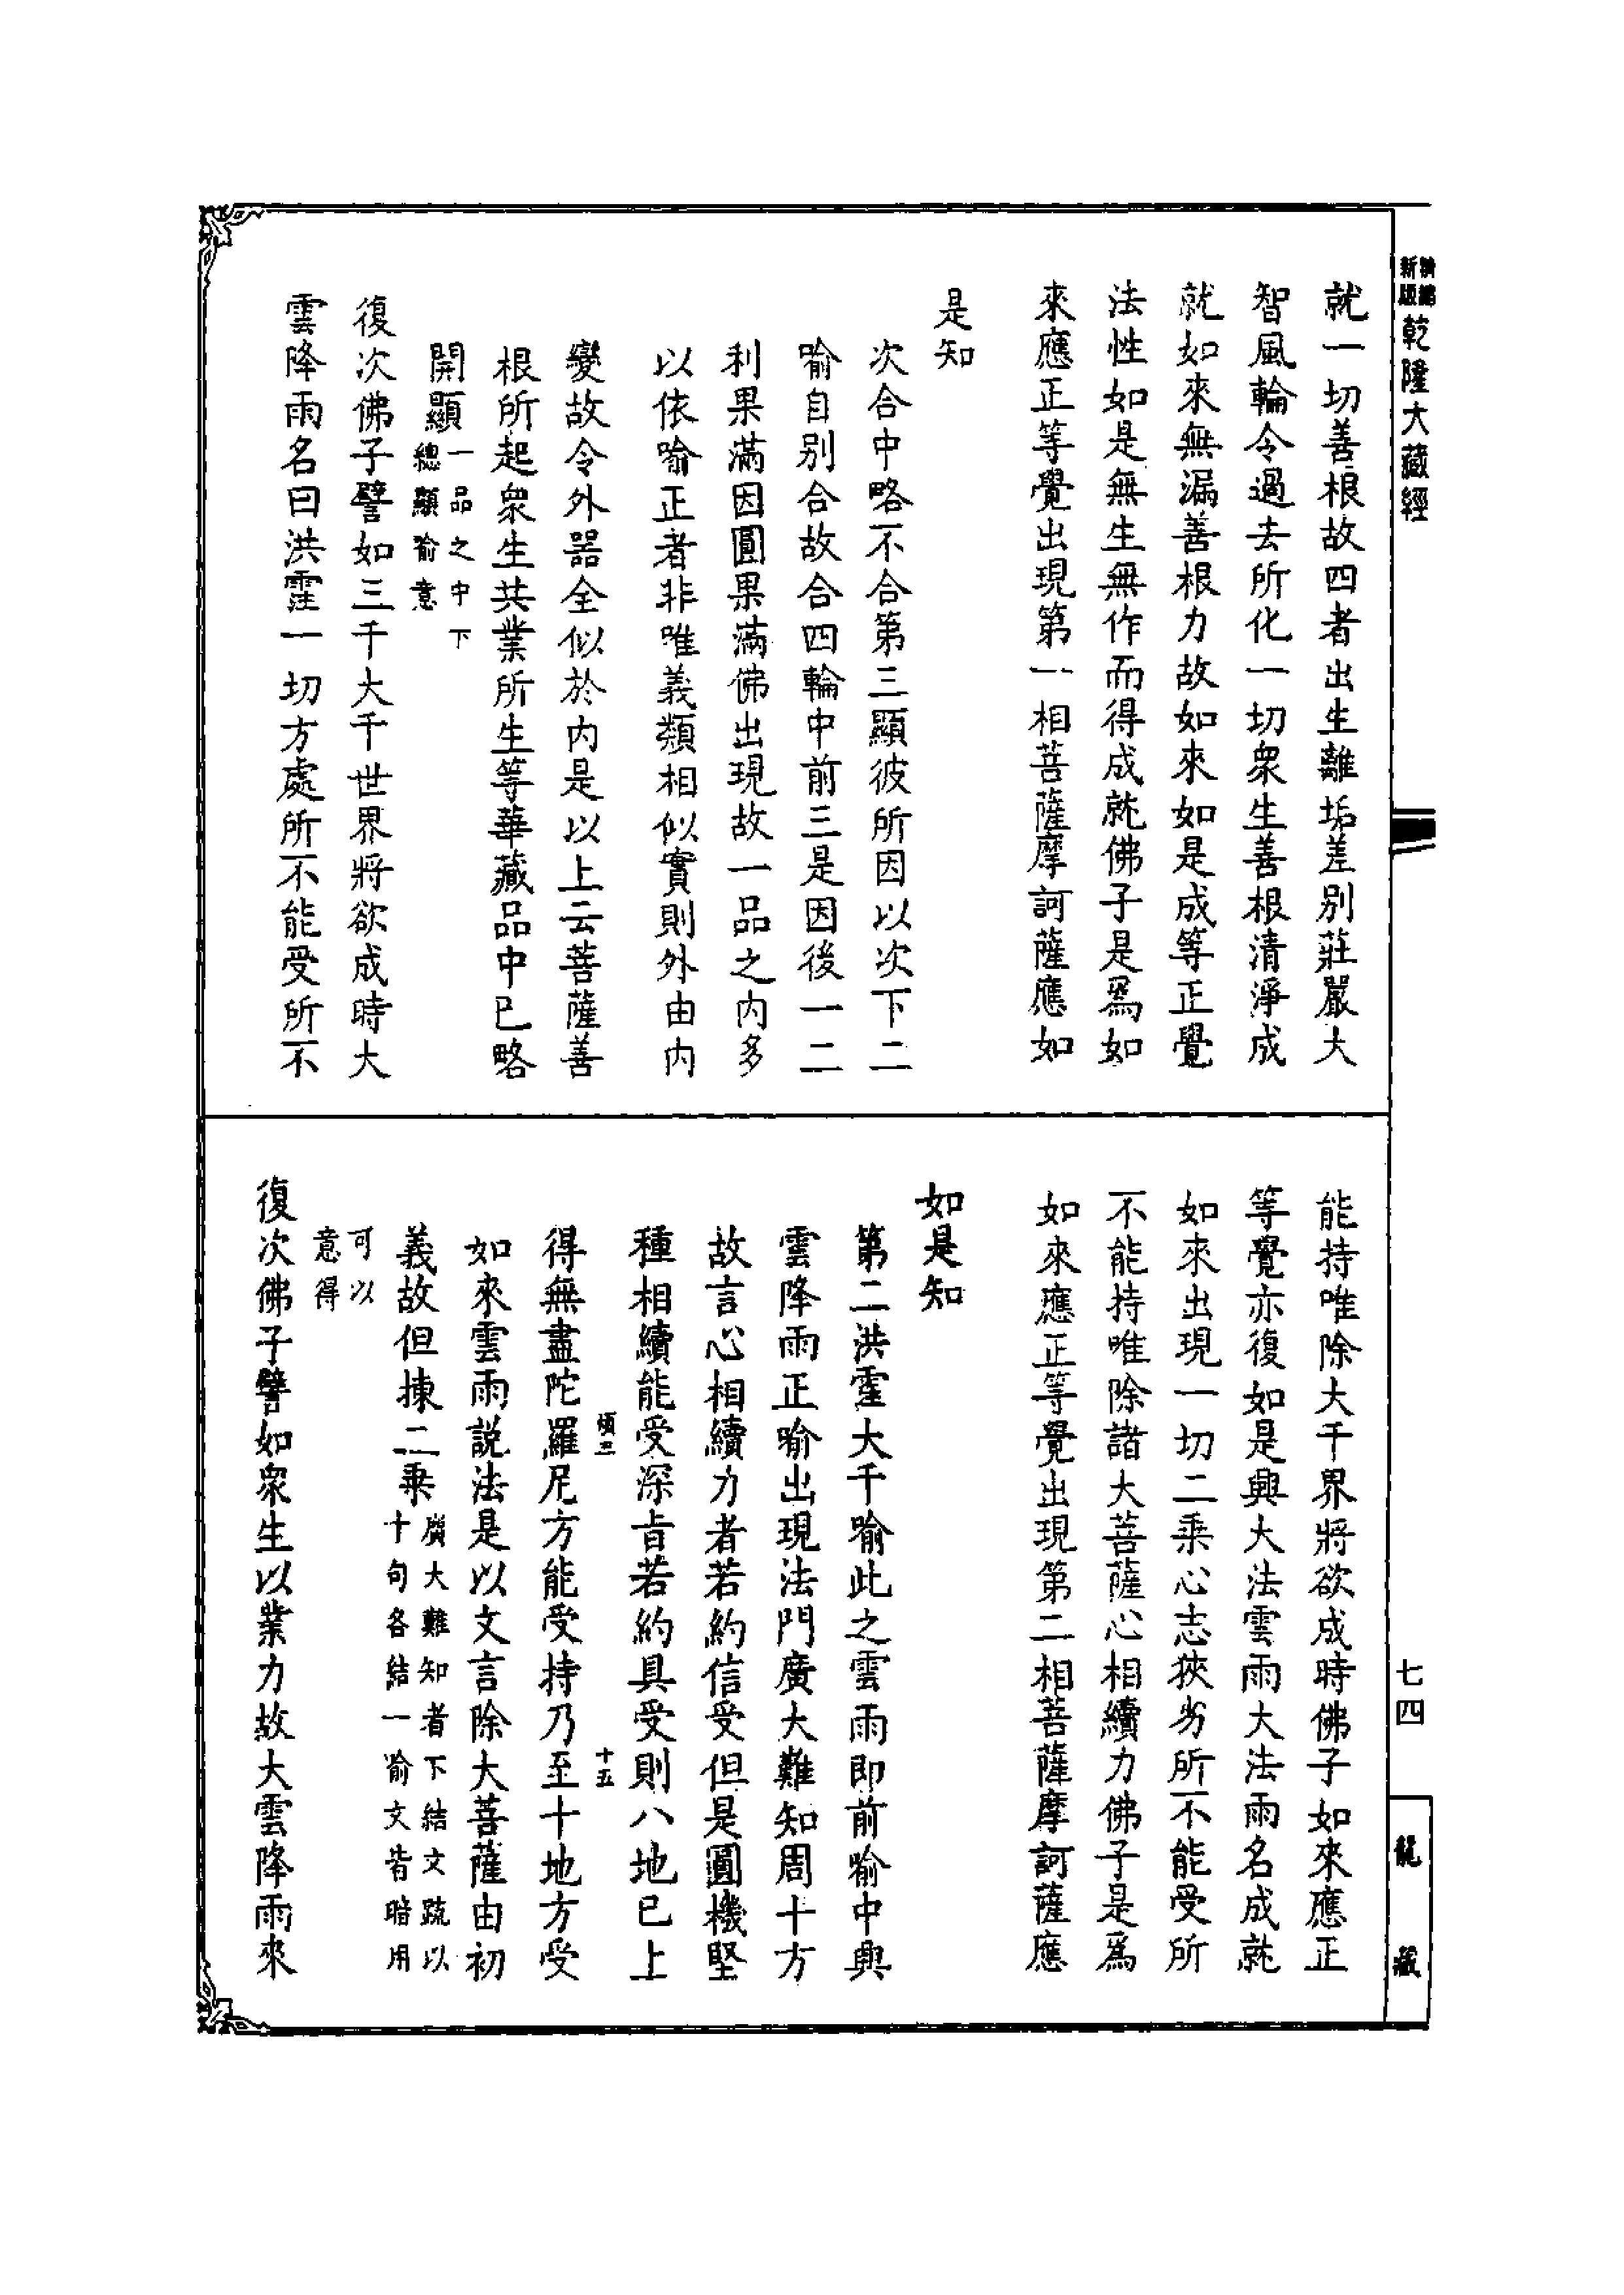 精編
新版
乾隆大藏經
七四
龍藏
就一切善根故四者出生離垢差別莊嚴大
智風輪令過去所化一切衆生善根清淨成
就如來無漏善根力故如來如是成等正覺
法性如是無生無作而得成就佛子是爲如
來應正等覺出現第一相菩薩摩訶薩應如
是知
次合中略不合第三顯彼所因以次下二
喻自別合故合四輪中前三是因後一二
利果滿因圓果滿佛出現故一品之內多
以依喻正者非唯義類相似實則外由內
變故令外器全似於內是以上云菩薩善
根所起衆生共業所生等華藏品中已略
開顯一品之中下
總顯喻意
復次佛子譬如三千大千世界將欲成時大
雲降雨名曰洪霔一切方處所不能受所不
能持唯除大千界將欲成時佛子如來應正
等覺亦復如是興大法雲雨大法雨名成就
如來出現一切二乘心志狹劣所不能受所
不能持唯除諸大菩薩心相續力佛子是爲
如來應正等覺出現第二相菩薩摩訶薩應
如是知
第二洪霔大千喻此之雲雨即前喻中興
雲降雨正喻出現法門廣大難知周十方
故言心相續力者若約信受但是圓機堅
種相續能受深旨若約具受則八地已上
十五
得無盡陀羅尼方能受持乃至十地方受
如來雲雨說法是以文言除大菩薩由初
義故但揀二乘廣大難知者下結文疏以
十句各結一喻文皆暗用
可以
意得
復次佛子譬如衆生以業力故大雲降雨來